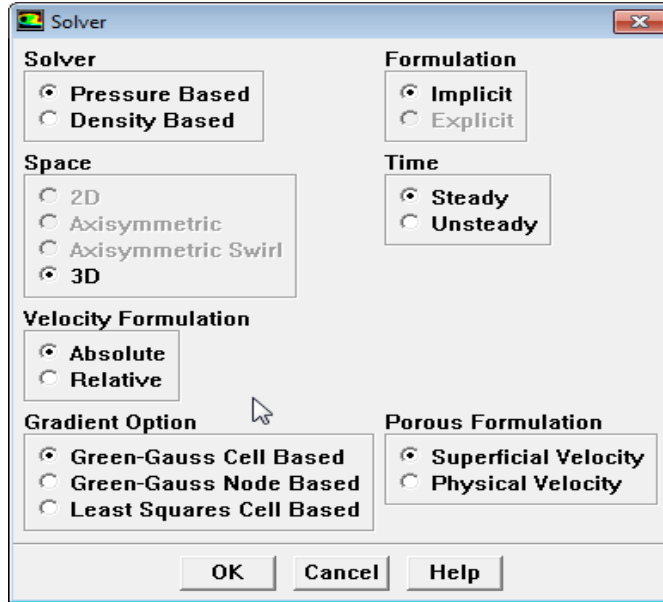 Solver
Solver
Pressure Based
Density Based
Formulation
Implicit
Explicit
Space
2D
Axisymmetric
Axisymmetric Swirl
3D
Time
Steady
Unsteady
Velocity Formulation
Absolute
Relative
Gradient Option
Green-Gauss Cell Based
Green-Gauss Node Based
Least Squares Cell Based
Porous Formulation
Superficial Velocity
Physical Velocity
OK
Cancel
Help